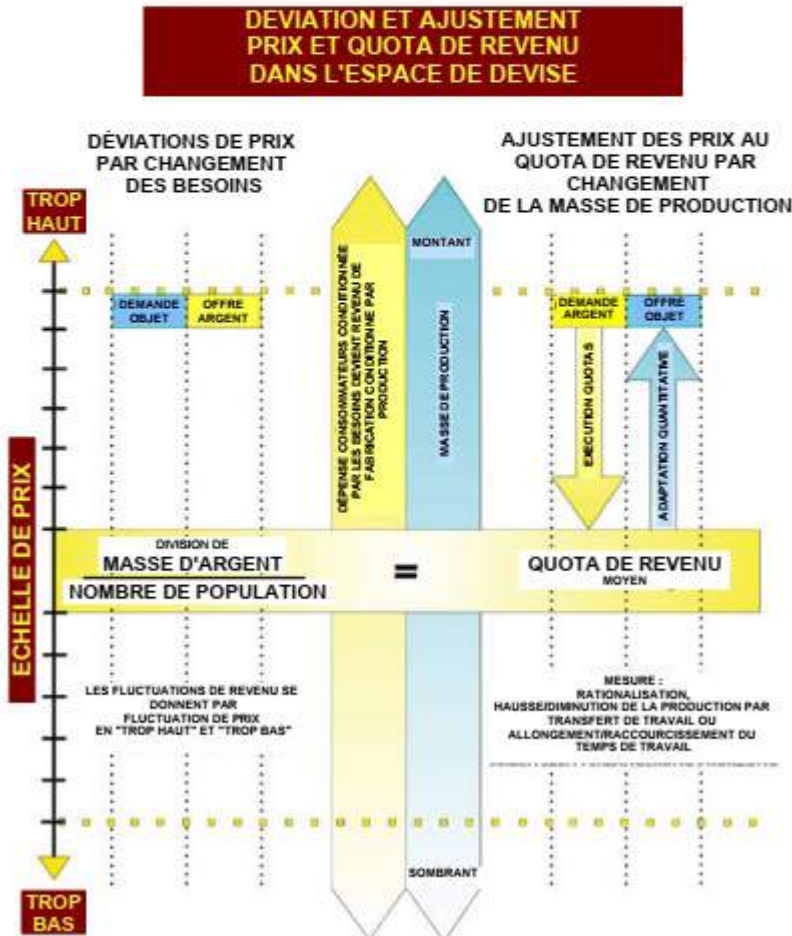 DEVIATION ET AJUSTEMENT
PRIX ET QUOTA DE REVENU
DANS L'ESPACE DE DEVISE
DÉVIATIONS DE PRIX
PAR CHANGEMENT
DES BESOINS
AJUSTEMENT DES PRIX AU
QUOTA DE REVENU PAR
CHANGEMENT
DE LA MASSE DE PRODUCTION
TROP
HAUT
MONTANT
DEMANDE
OBJET
OFFRE
ARGENT
DEMANDE
ARGENT
OFFRE
OBJET
DÉPENSE CONSOMMATEURS CONDITIONNÉE
PAR LES BESOINS DEVIENT REVENU DE
FABRICATION CONDITIONNE PAR
PRODUCTION
MASSE DE PRODUCTION
EXECUTION QUOTAS
ADAPTATION QUANTITATIVE
ECHELLE DE PRIX
DIVISION DE
MASSE D'ARGENT
NOMBRE DE POPULATION
=
QUOTA DE REVENU
MOYEN
LES FLUCTUATIONS DE REVENU SE
DONNENT PAR
FLUCTUATION DE PRIX
EN "TROP HAUT" ET "TROP BAS"
MESURE :
RATIONALISATION,
HAUSSE/DIMINUTION DE LA PRODUCTION PAR
TRANSFERT DE TRAVAIL OU
ALLONGEMENT/RACCOURCISSEMENT DU
TEMPS DE TRAVAIL
SOMBRANT
TROP
BAS